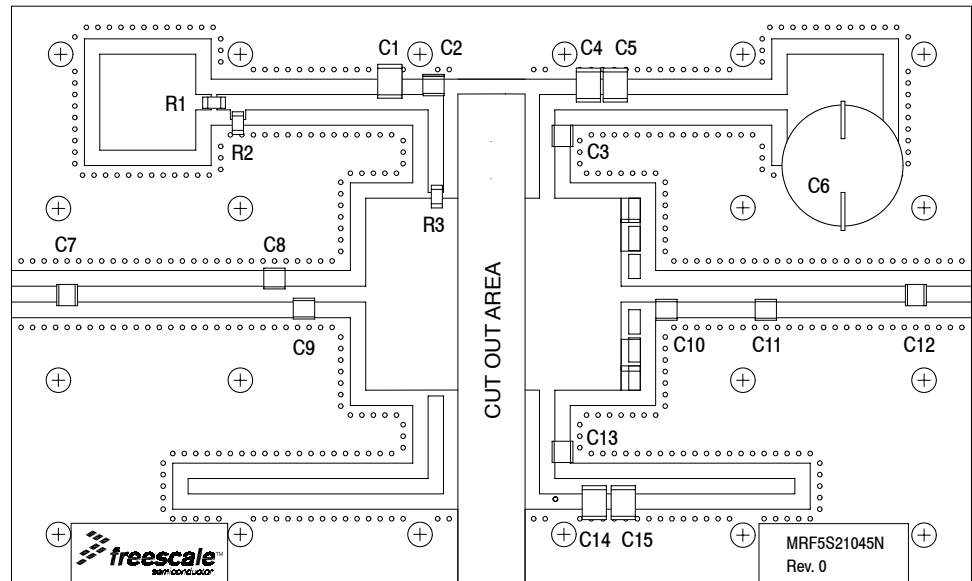 C1
C2
C4
C5
R1
R2
C3
C6
R3
C7
C8
C9
CUT OUT AREA
C10
C11
C12
C13
C14
C15
freescale™
semiconductor
MRF5S21045N
Rev. 0